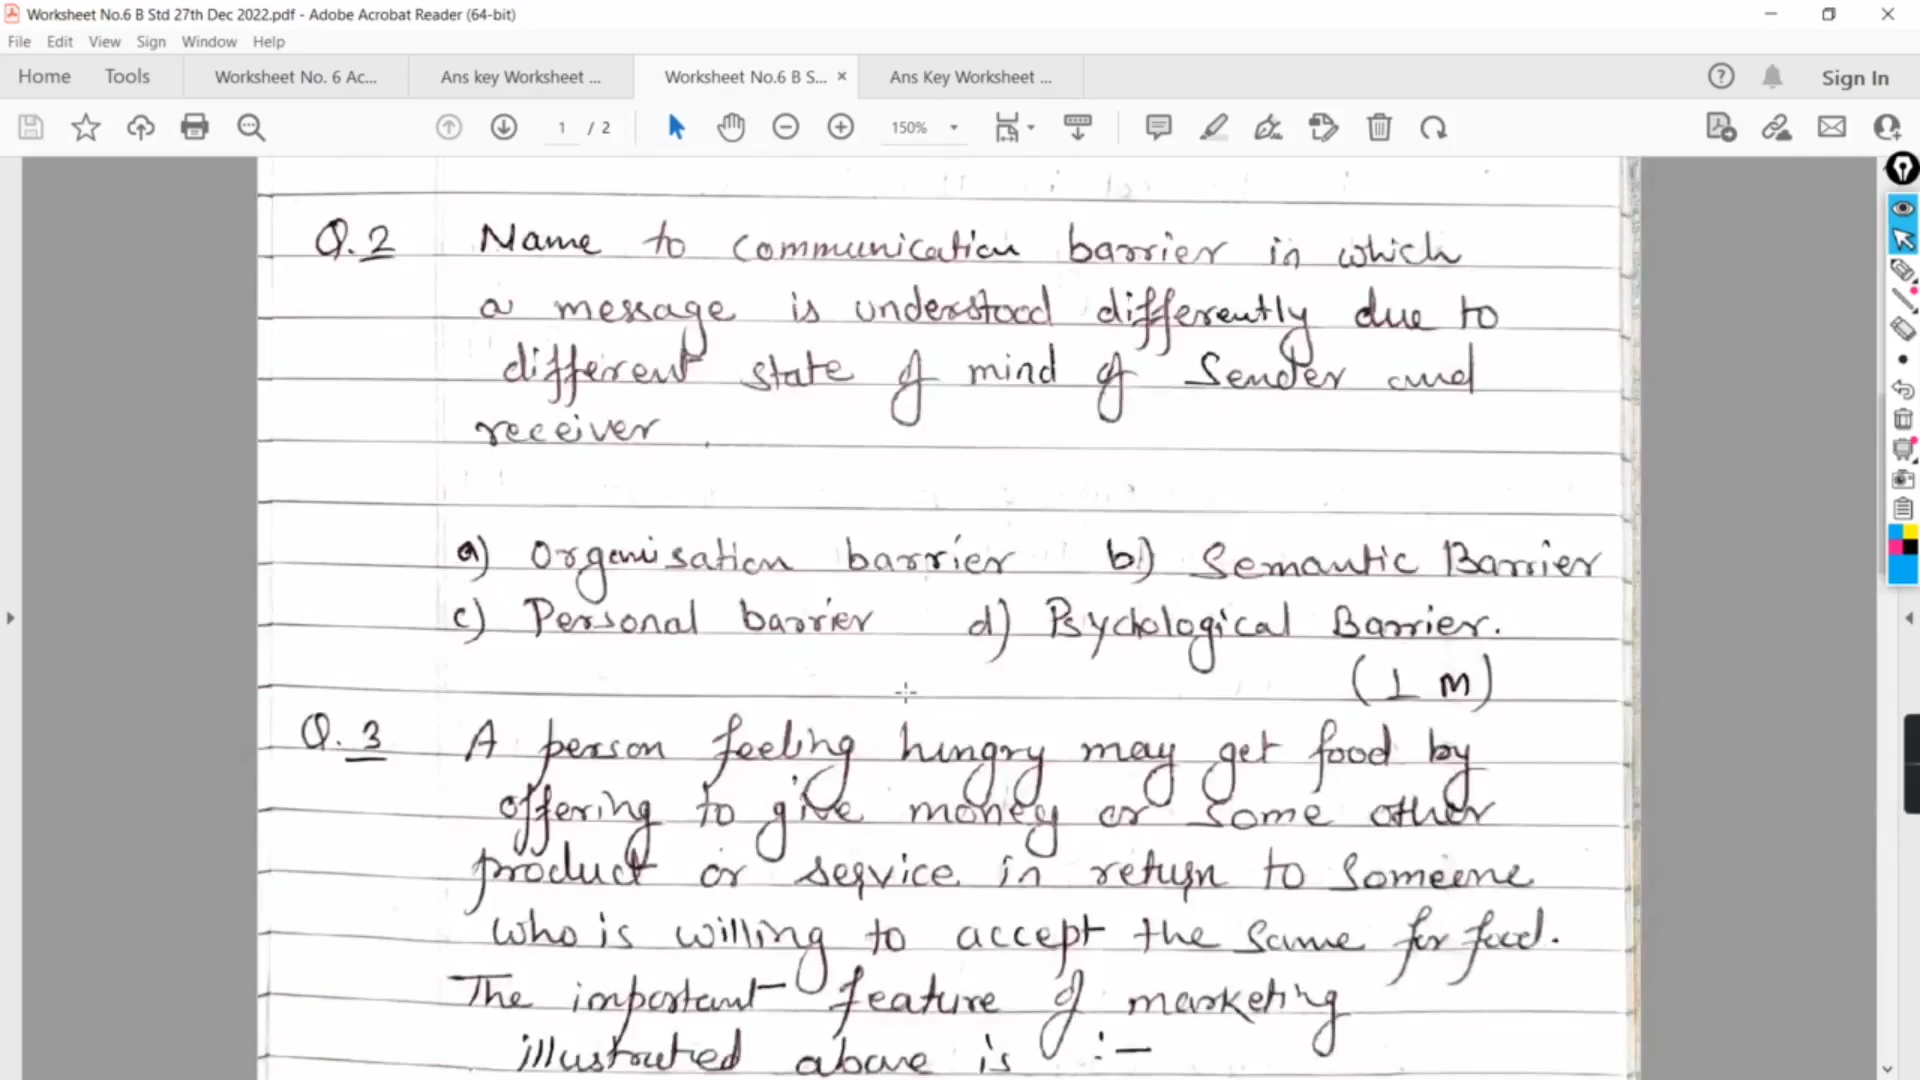 Worksheet No.6 B Std 27th Dec 2022.pdf - Adobe Acrobat Reader (64-bit)
File Edit View Sign Window Help
Home Tools Worksheet No. 6 Ac... Ans key Worksheet ... Worksheet No.6 B S... × Ans Key Worksheet ... Sign In
1 / 2 150%
Q.2 Name to communication barrier in which
a message is understood differently due to
different state of mind of Sender and
receiver
a) Organisation barrier b) Semantic Barrier
c) Personal barrier d) Psychological Barrier.
(1 M)
Q.3 A person feeling hungry may get food by
offering to give money or some other
product or service in return to Someone
who is willing to accept the same for food.
The important feature of marketing
illustrated above is :-